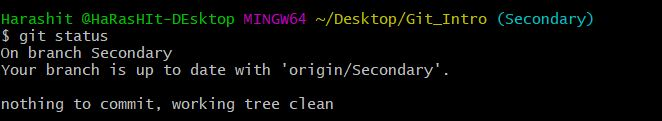 Harashit @HaRasHIt-DEsktop MINGW64 ~/Desktop/Git_Intro (Secondary)
$ git status
On branch Secondary
Your branch is up to date with 'origin/Secondary'.
nothing to commit, working tree clean